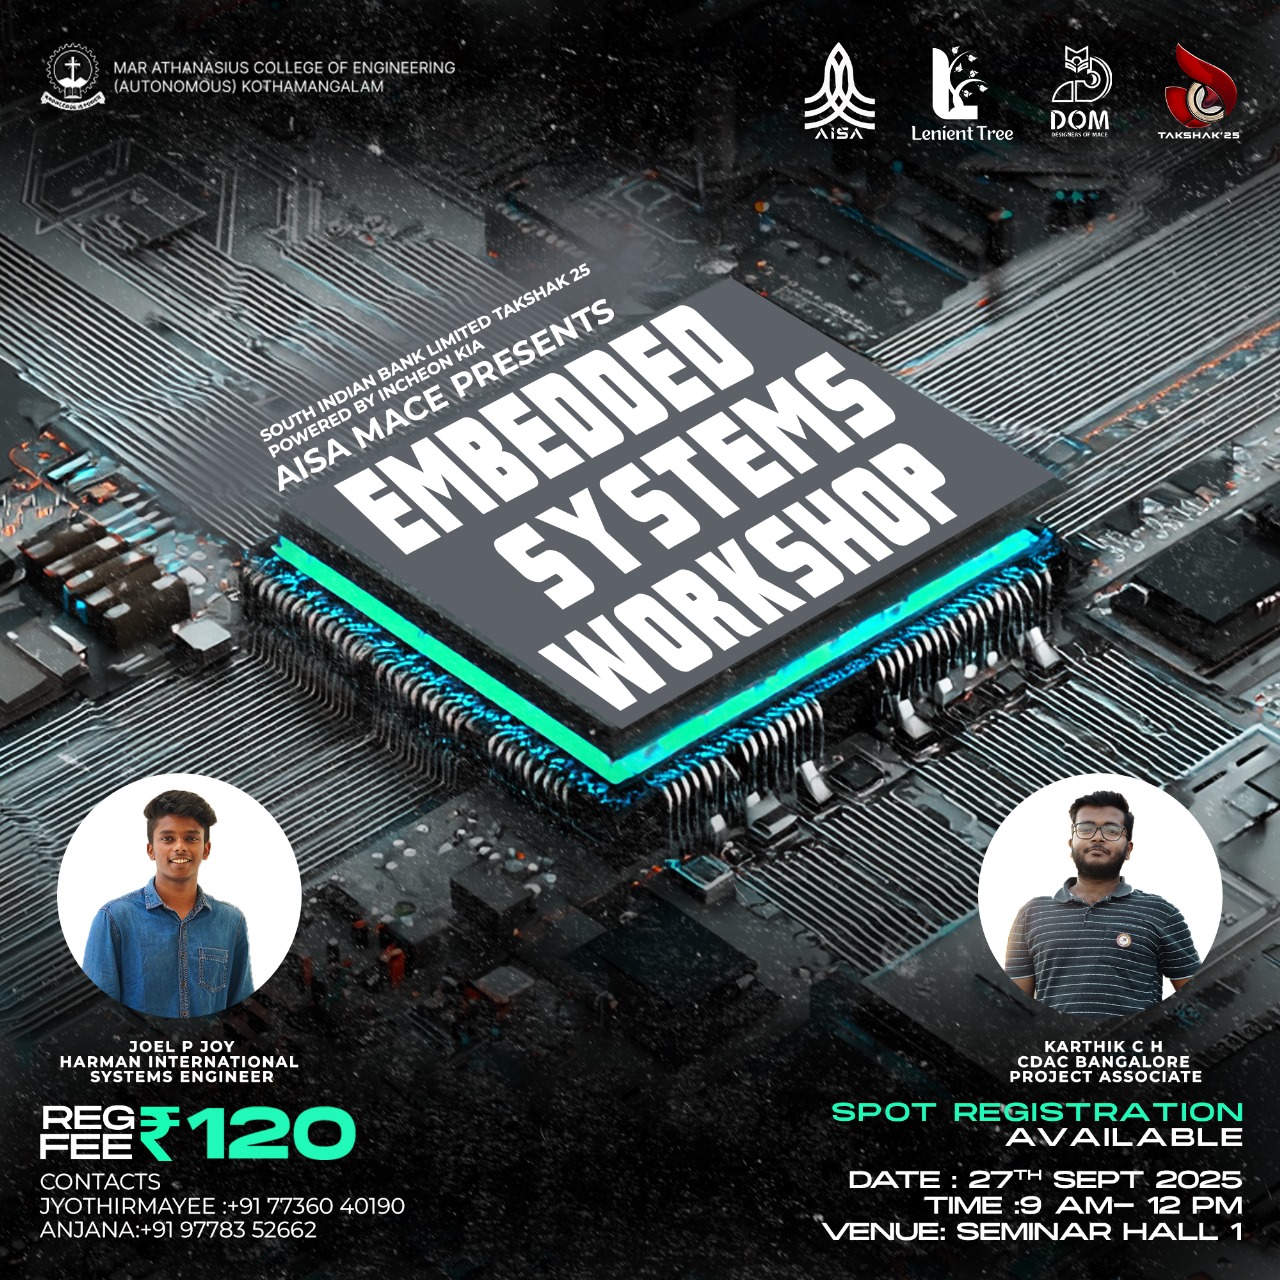 MAR ATHANASIUS COLLEGE OF ENGINEERING
(AUTONOMOUS) KOTHAMANGALAM
KNOWLEDGE IS POWER
AiSA
Lenient Tree
DOM
DESIGNERS OF MACE
TAKSHAK'25
SOUTH INDIAN BANK LIMITED TAKSHAK 25
POWERED BY INCHEON KIA
AISA MACE PRESENTS
EMBEDDED
SYSTEMS
WORKSHOP
JOEL P JOY
HARMAN INTERNATIONAL
SYSTEMS ENGINEER
KARTHIK C H
CDAC BANGALORE
PROJECT ASSOCIATE
REG
FEE ₹120
CONTACTS
JYOTHIRMAYEE :+91 77360 40190
ANJANA:+91 97783 52662
SPOT REGISTRATION
AVAILABLE
DATE : 27TH SEPT 2025
TIME :9 AM– 12 PM
VENUE: SEMINAR HALL 1